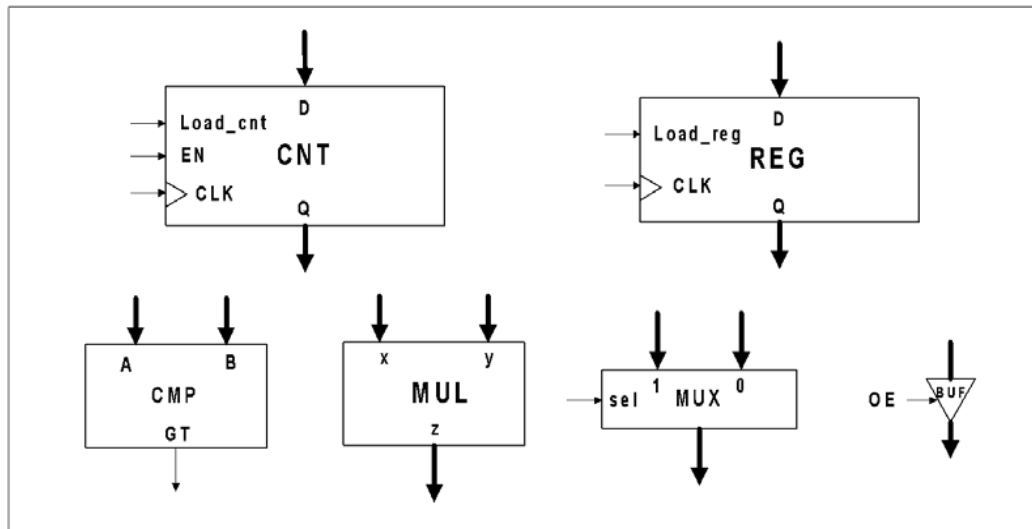 D
Load_cnt
EN
CNT
CLK
Q
D
Load_reg
REG
CLK
Q
A B
CMP
GT
x y
MUL
z
1 0
sel MUX
OE BUF